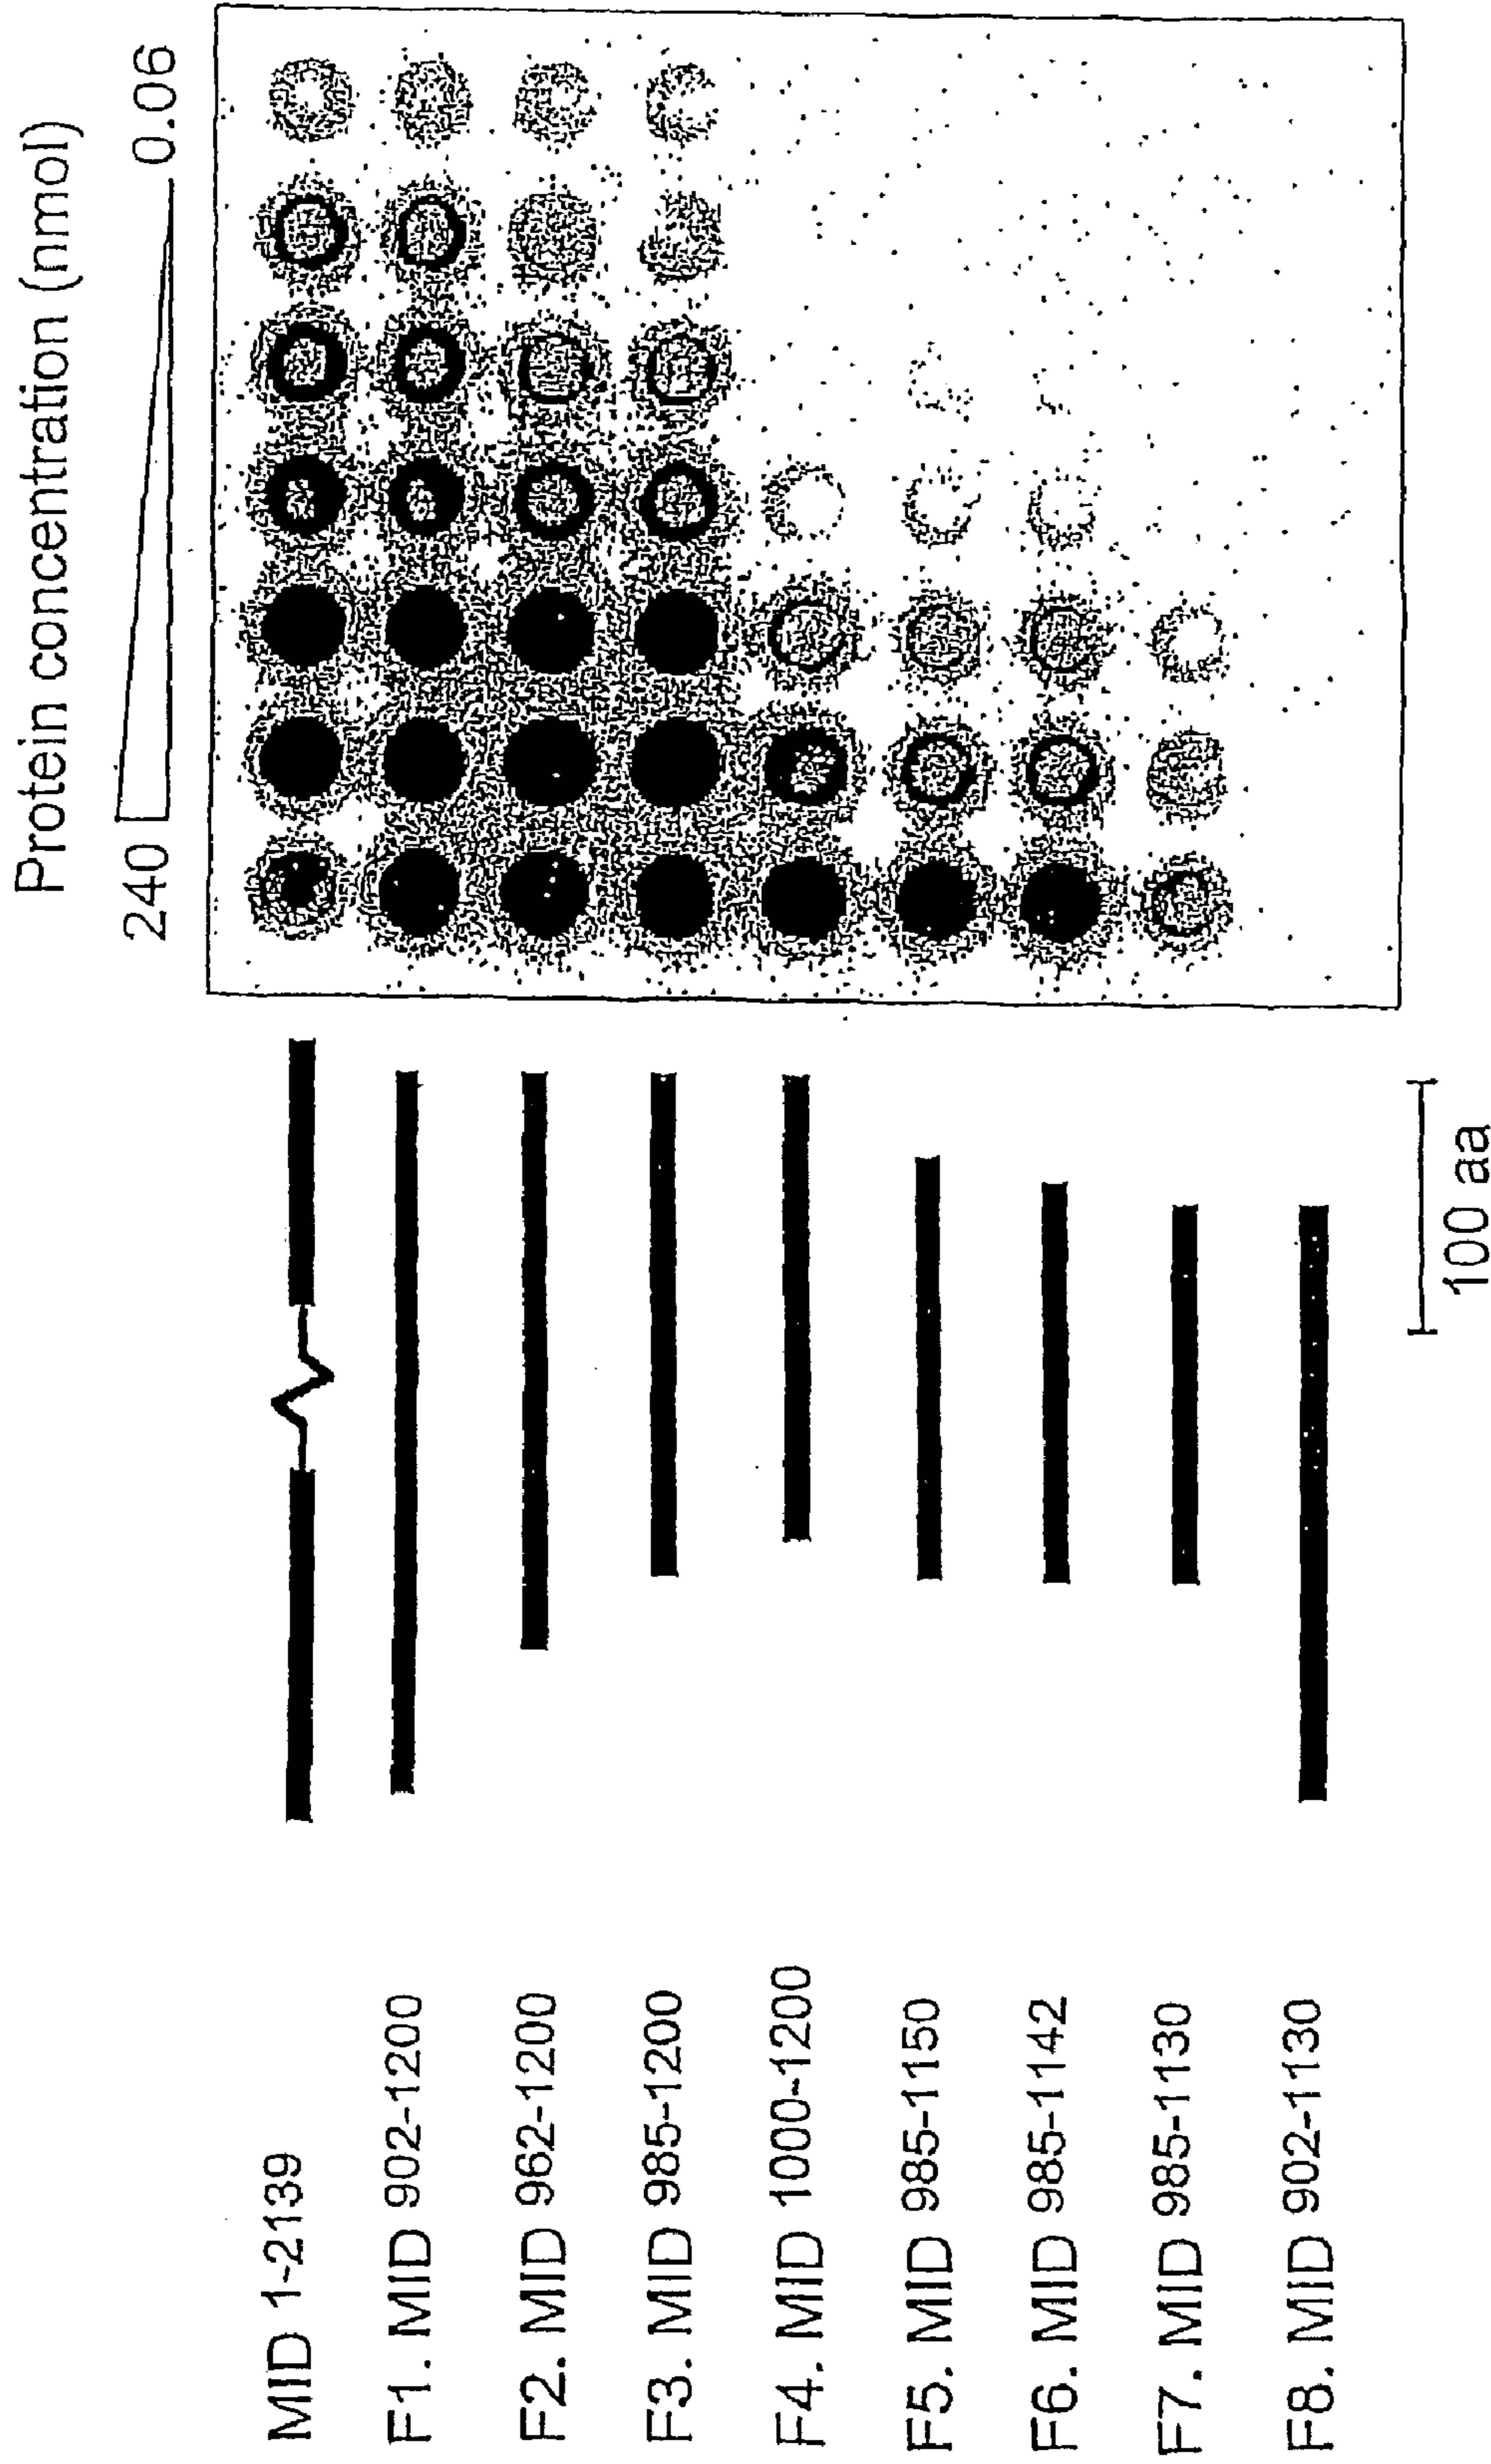 Protein concentration (nmol)
240 0.06
MID 1-2139
F1. MID 902-1200
F2. MID 962-1200
F3. MID 985-1200
F4. MID 1000-1200
F5. MID 985-1150
F6. MID 985-1142
F7. MID 985-1130
F8. MID 902-1130
100 aa